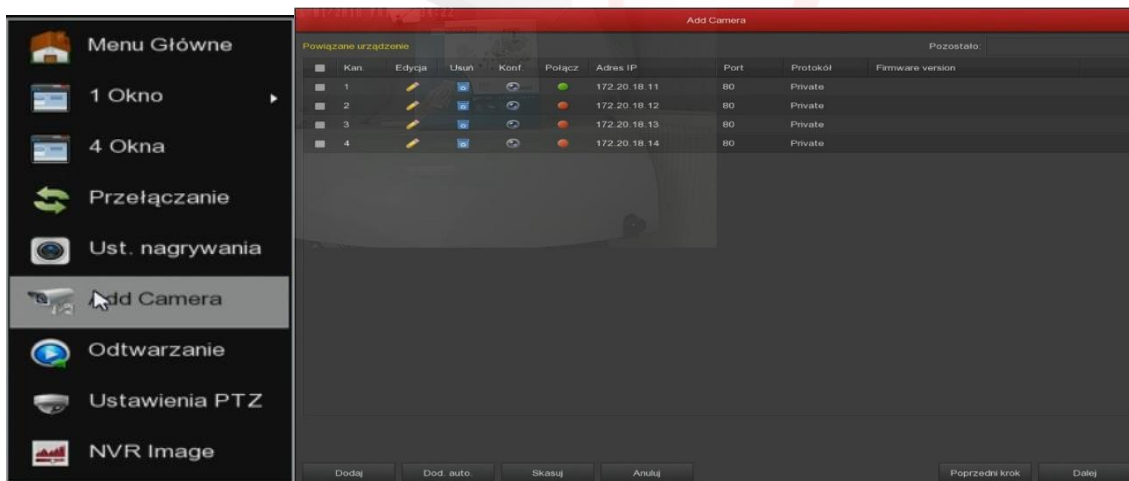 Menu Główne
1 Okno
4 Okna
Przełączanie
Ust. nagrywania
Add Camera
Odtwarzanie
Ustawienia PTZ
NVR Image
Add Camera
Powiązane urządzenie
Pozostało:
Kan. Edycja Usuń Konf. Połącz Adres IP Port Protokół Firmware version
1 172.20.18.11 80 Private
2 172.20.18.12 80 Private
3 172.20.18.13 80 Private
4 172.20.18.14 80 Private
Dodaj Dod. auto. Skasuj Anuluj Poprzedni krok Dalej